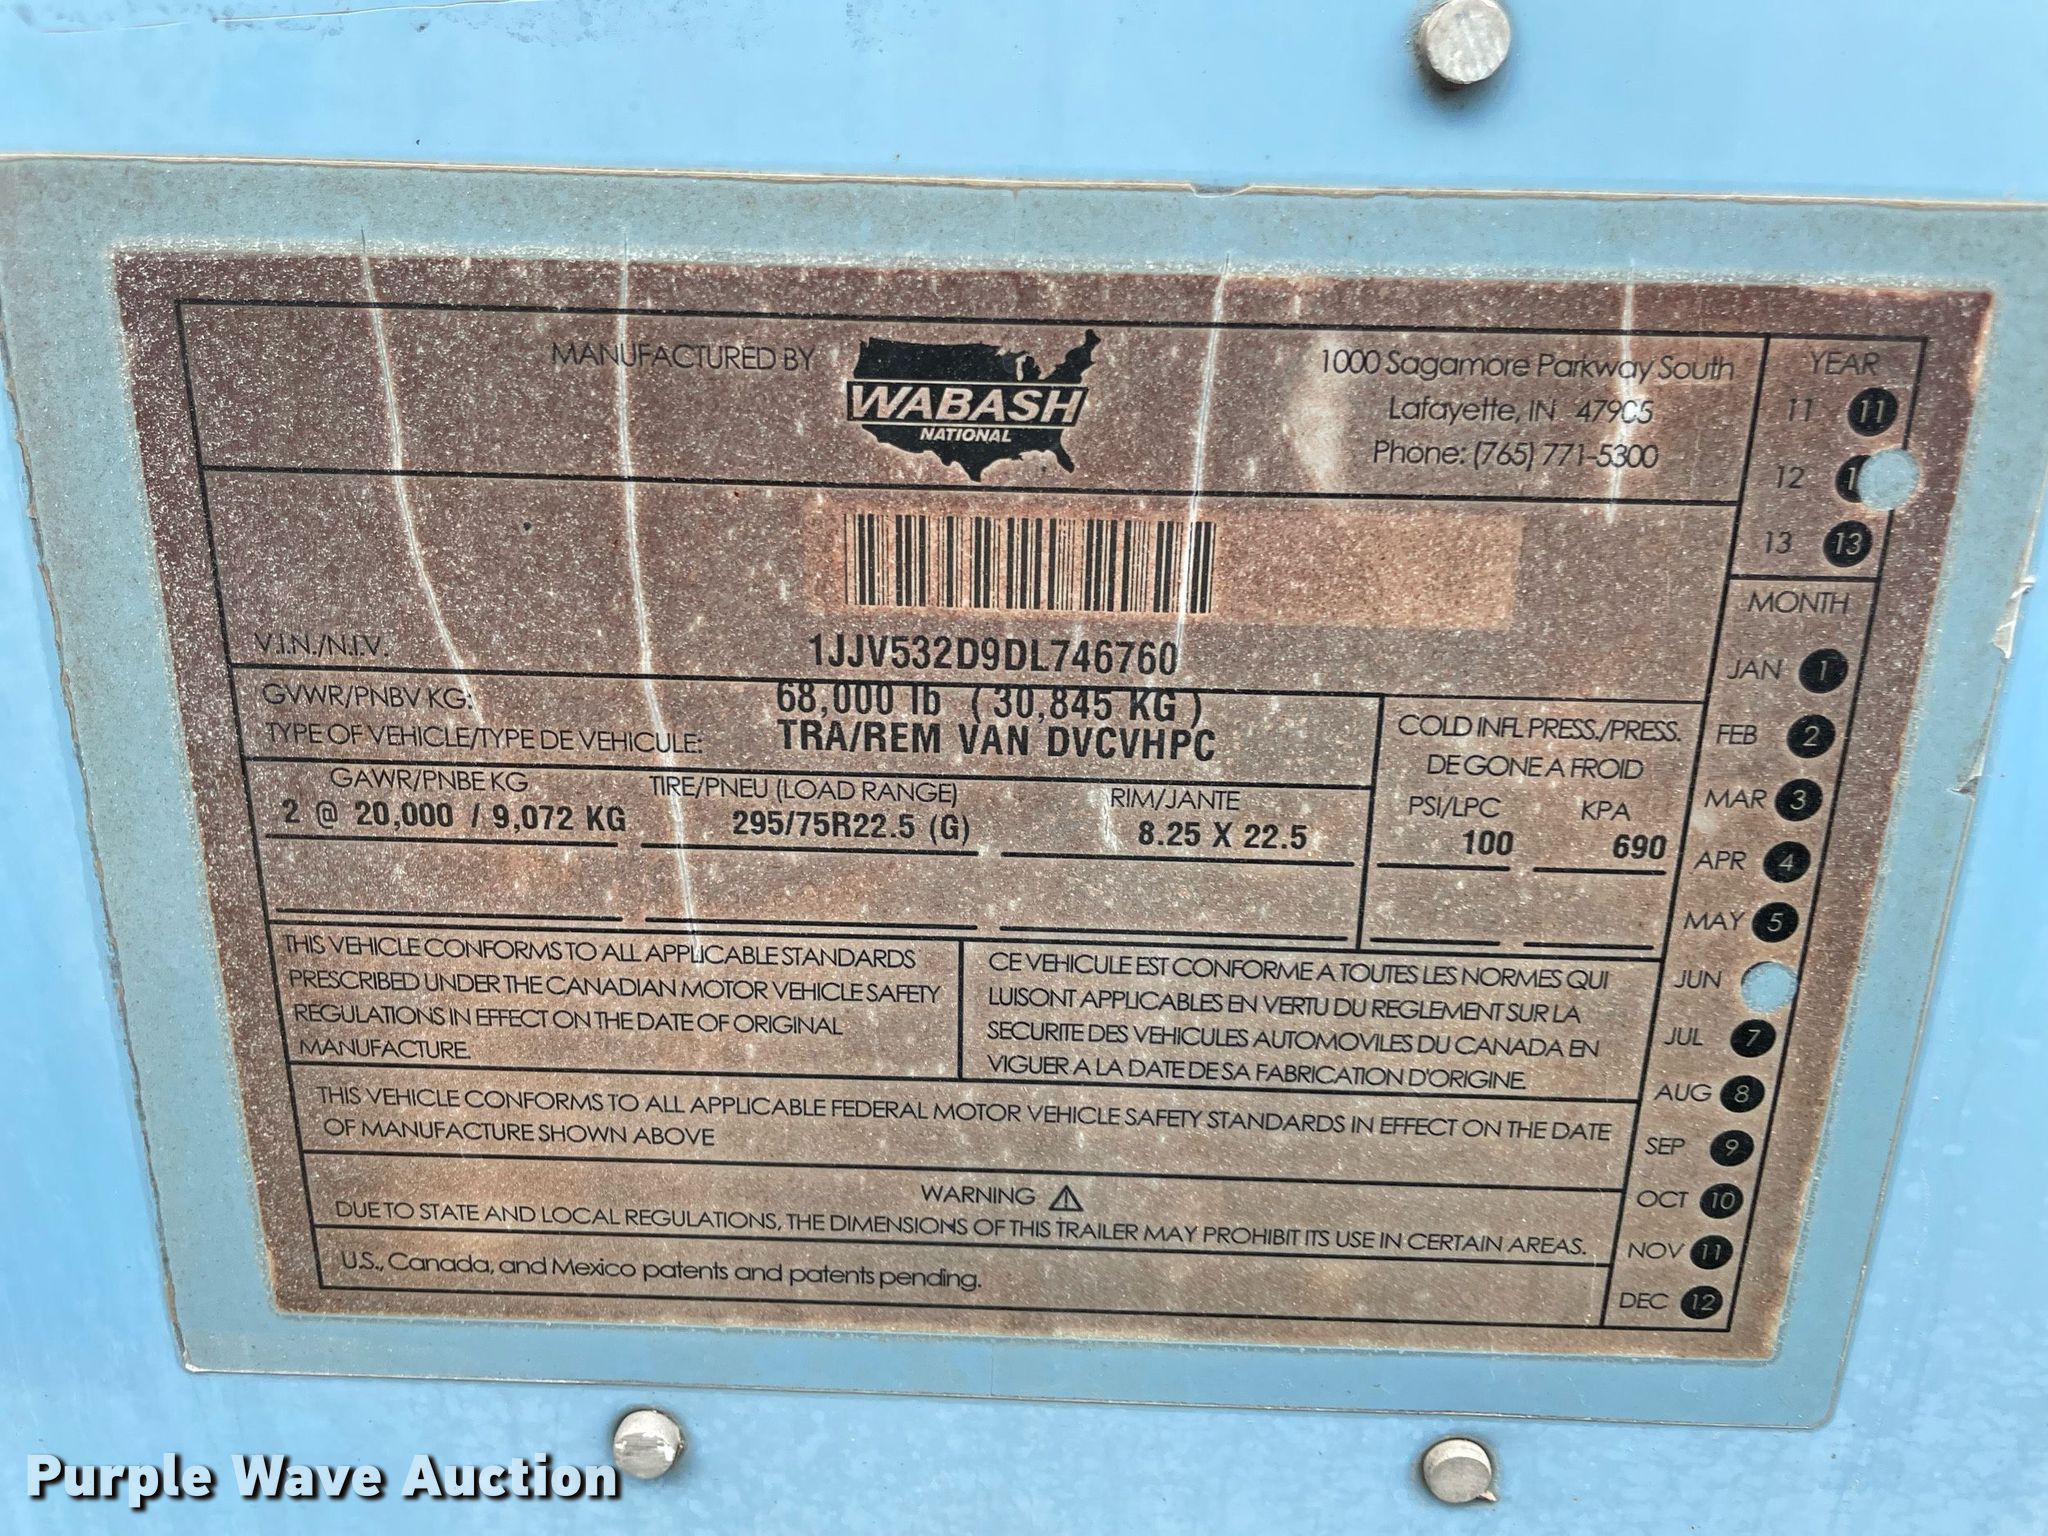 MANUFACTURED BY
WABASH
NATIONAL
1000 Sagamore Parkway South
Lafayette, IN 47905
Phone: (765) 771-5300
V.I.N./N.I.V.
1JJV532D9DL746760
GVWR/PNBV KG: 68,000 lb ( 30,845 KG )
TYPE OF VEHICLE/TYPE DE VEHICULE: TRA/REM VAN DVCVHPC
GAWR/PNBE KG TIRE/PNEU (LOAD RANGE) RIM/JANTE
2 @ 20,000 / 9,072 KG 295/75R22.5 (G) 8.25 X 22.5
COLD INFL PRESS./PRESS.
DE GONE A FROID
PSI/LPC KPA
100 690
THIS VEHICLE CONFORMS TO ALL APPLICABLE STANDARDS
PRESCRIBED UNDER THE CANADIAN MOTOR VEHICLE SAFETY
REGULATIONS IN EFFECT ON THE DATE OF ORIGINAL
MANUFACTURE.
CE VEHICULE EST CONFORME A TOUTES LES NORMES QUI
LUISONT APPLICABLES EN VERTU DU REGLEMENT SUR LA
SECURITE DES VEHICULES AUTOMOVILES DU CANADA EN
VIGUER A LA DATE DE SA FABRICATION D'ORIGINE.
THIS VEHICLE CONFORMS TO ALL APPLICABLE FEDERAL MOTOR VEHICLE SAFETY STANDARDS IN EFFECT ON THE DATE
OF MANUFACTURE SHOWN ABOVE
WARNING
DUE TO STATE AND LOCAL REGULATIONS, THE DIMENSIONS OF THIS TRAILER MAY PROHIBIT ITS USE IN CERTAIN AREAS.
U.S., Canada, and Mexico patents and patents pending.
YEAR
11 11
12 1
13 13
MONTH
JAN 1
FEB 2
MAR 3
APR 4
MAY 5
JUN
JUL 7
AUG 8
SEP 9
OCT 10
NOV 11
DEC 12
Purple Wave Auction